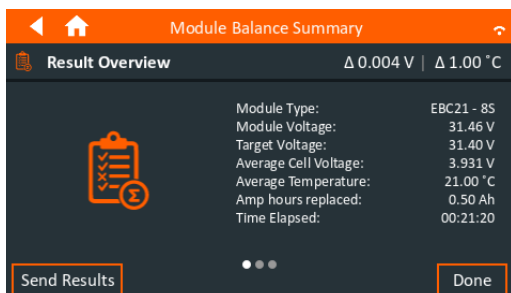 Module Balance Summary
Result Overview Δ 0.004 V | Δ 1.00 °C
Module Type: EBC21 - 8S
Module Voltage: 31.46 V
Target Voltage: 31.40 V
Average Cell Voltage: 3.931 V
Average Temperature: 21.00 °C
Amp hours replaced: 0.50 Ah
Time Elapsed: 00:21:20
Σ
Send Results Done